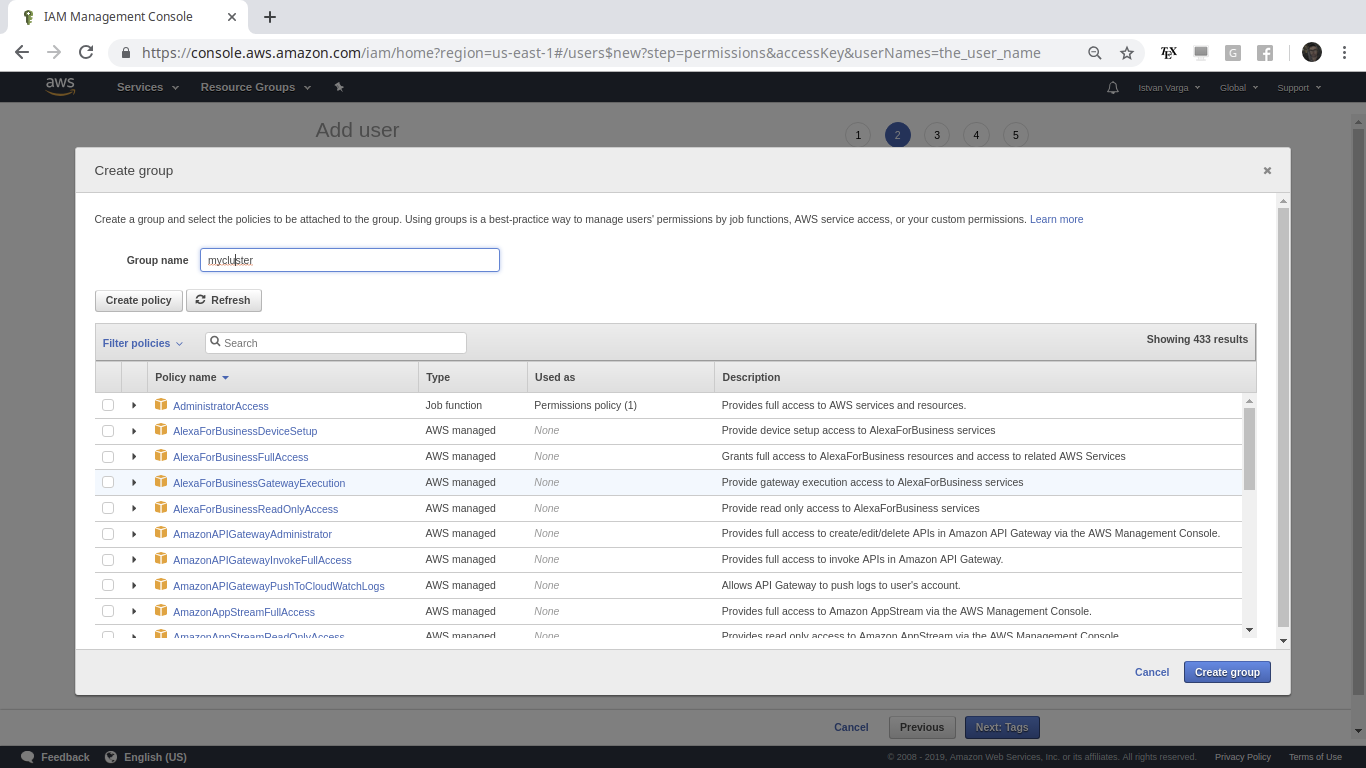 IAM Management Console
https://console.aws.amazon.com/iam/home?region=us-east-1#/users$new?step=permissions&accessKey&userNames=the_user_name
TEX
G
aws
Services
Resource Groups
Istvan Varga
Global
Support
Add user
1 2 3 4 5
Create group
Create a group and select the policies to be attached to the group. Using groups is a best-practice way to manage users' permissions by job functions, AWS service access, or your custom permissions. Learn more
Group name mycluster
Create policy Refresh
Filter policies Search Showing 433 results
Policy name Type Used as Description
AdministratorAccess Job function Permissions policy (1) Provides full access to AWS services and resources.
AlexaForBusinessDeviceSetup AWS managed None Provide device setup access to AlexaForBusiness services
AlexaForBusinessFullAccess AWS managed None Grants full access to AlexaForBusiness resources and access to related AWS Services
AlexaForBusinessGatewayExecution AWS managed None Provide gateway execution access to AlexaForBusiness services
AlexaForBusinessReadOnlyAccess AWS managed None Provide read only access to AlexaForBusiness services
AmazonAPIGatewayAdministrator AWS managed None Provides full access to create/edit/delete APIs in Amazon API Gateway via the AWS Management Console.
AmazonAPIGatewayInvokeFullAccess AWS managed None Provides full access to invoke APIs in Amazon API Gateway.
AmazonAPIGatewayPushToCloudWatchLogs AWS managed None Allows API Gateway to push logs to user's account.
AmazonAppStreamFullAccess AWS managed None Provides full access to Amazon AppStream via the AWS Management Console.
AmazonAppStreamReadOnlyAccess AWS managed None Provides read only access to Amazon AppStream via the AWS Management Console
Cancel Create group
Cancel Previous Next: Tags
Feedback English (US) © 2008 - 2019, Amazon Web Services, Inc. or its affiliates. All rights reserved. Privacy Policy Terms of Use